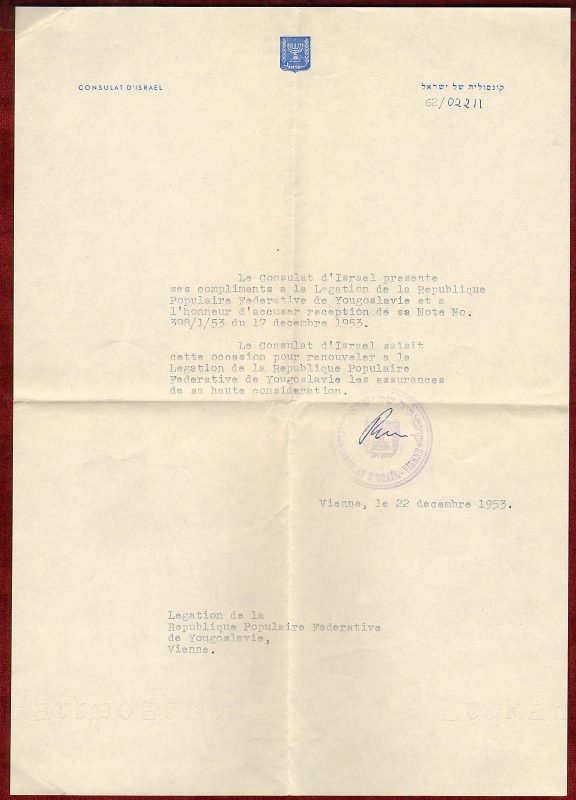 CONSULAT D'ISRAEL
קונסוליה של ישראל
62/02211
Le Consulat d'Israel presente
ses compliments a la Legation de la Republique
Populaire Federative de Yougoslavie et a
l'honneur d'accuser reception de sa Note No.
398/1/53 du 17 decembre 1953.
Le Consulat d'Israel saisit
cette occasion pour renouveler a la
Legation de la Republique Populaire
Federative de Yougoslavie les assurances
de sa haute consideration.
D'ISRAEL - VIENNE
Vienne, le 22 decembre 1953.
Legation de la
Republique Populaire Federative
de Yougoslavie,
Vienne.